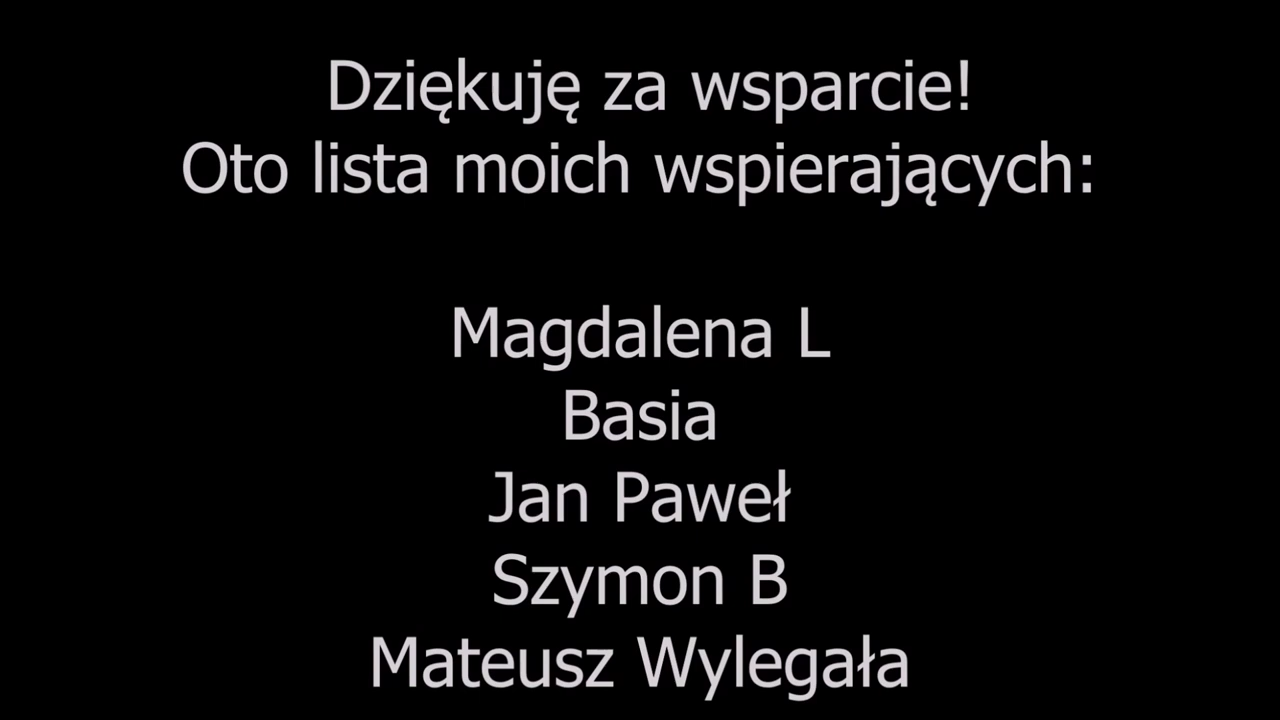 Dziękuję za wsparcie!
Oto lista moich wspierających:
Magdalena L
Basia
Jan Paweł
Szymon B
Mateusz Wylegała